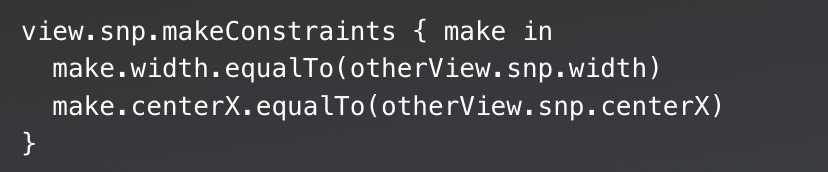 view.snp.makeConstraints { make in
  make.width.equalTo(otherView.snp.width)
  make.centerX.equalTo(otherView.snp.centerX)
}